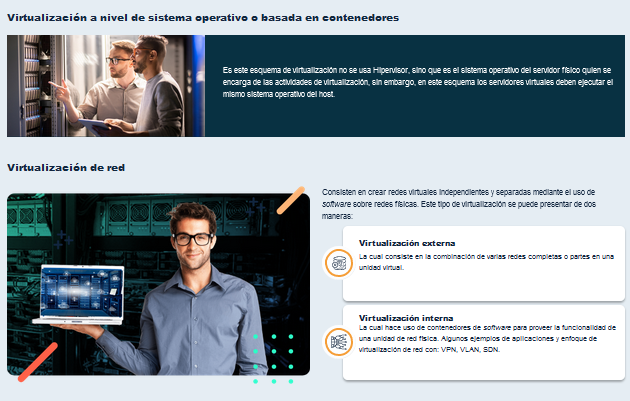 Virtualización a nivel de sistema operativo o basada en contenedores
Es este esquema de virtualización no se usa Hipervisor, sino que es el sistema operativo del servidor físico quien se
encarga de las actividades de virtualización, sin embargo, en este esquema los servidores virtuales deben ejecutar el
mismo sistema operativo del host.
Virtualización de red
Consisten en crear redes virtuales independientes y separadas mediante el uso de
software sobre redes físicas. Este tipo de virtualización se puede presentar de dos
maneras:
Virtualización externa
La cual consiste en la combinación de varias redes completas o partes en una
unidad virtual.
Virtualización interna
La cual hace uso de contenedores de software para proveer la funcionalidad de
una unidad de red física. Algunos ejemplos de aplicaciones y enfoque de
virtualización de red con: VPN, VLAN, SDN.